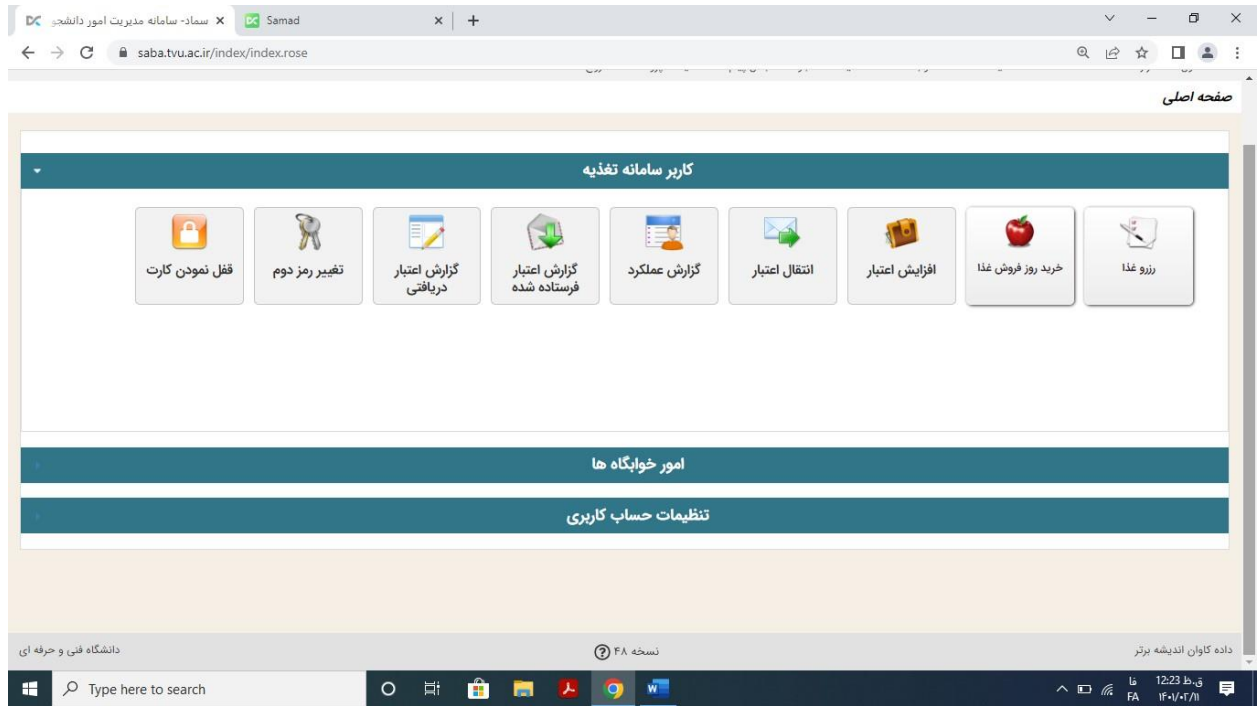 سماد- سامانه مدیریت امور دانشجو
Samad
saba.tvu.ac.ir/index/index.rose
صفحه اصلی
کاربر سامانه تغذیه
رزرو غذا
خرید روز فروش غذا
افزایش اعتبار
انتقال اعتبار
گزارش عملکرد
گزارش اعتبار
فرستاده شده
گزارش اعتبار
دریافتی
تغییر رمز دوم
قفل نمودن کارت
امور خوابگاه ها
تنظیمات حساب کاربری
داده کاوان اندیشه برتر
نسخه ۴۸
دانشگاه فنی و حرفه ای
Type here to search
فا
FA
12:23 ق.ظ
۱۴۰۱/۰۲/۱۱